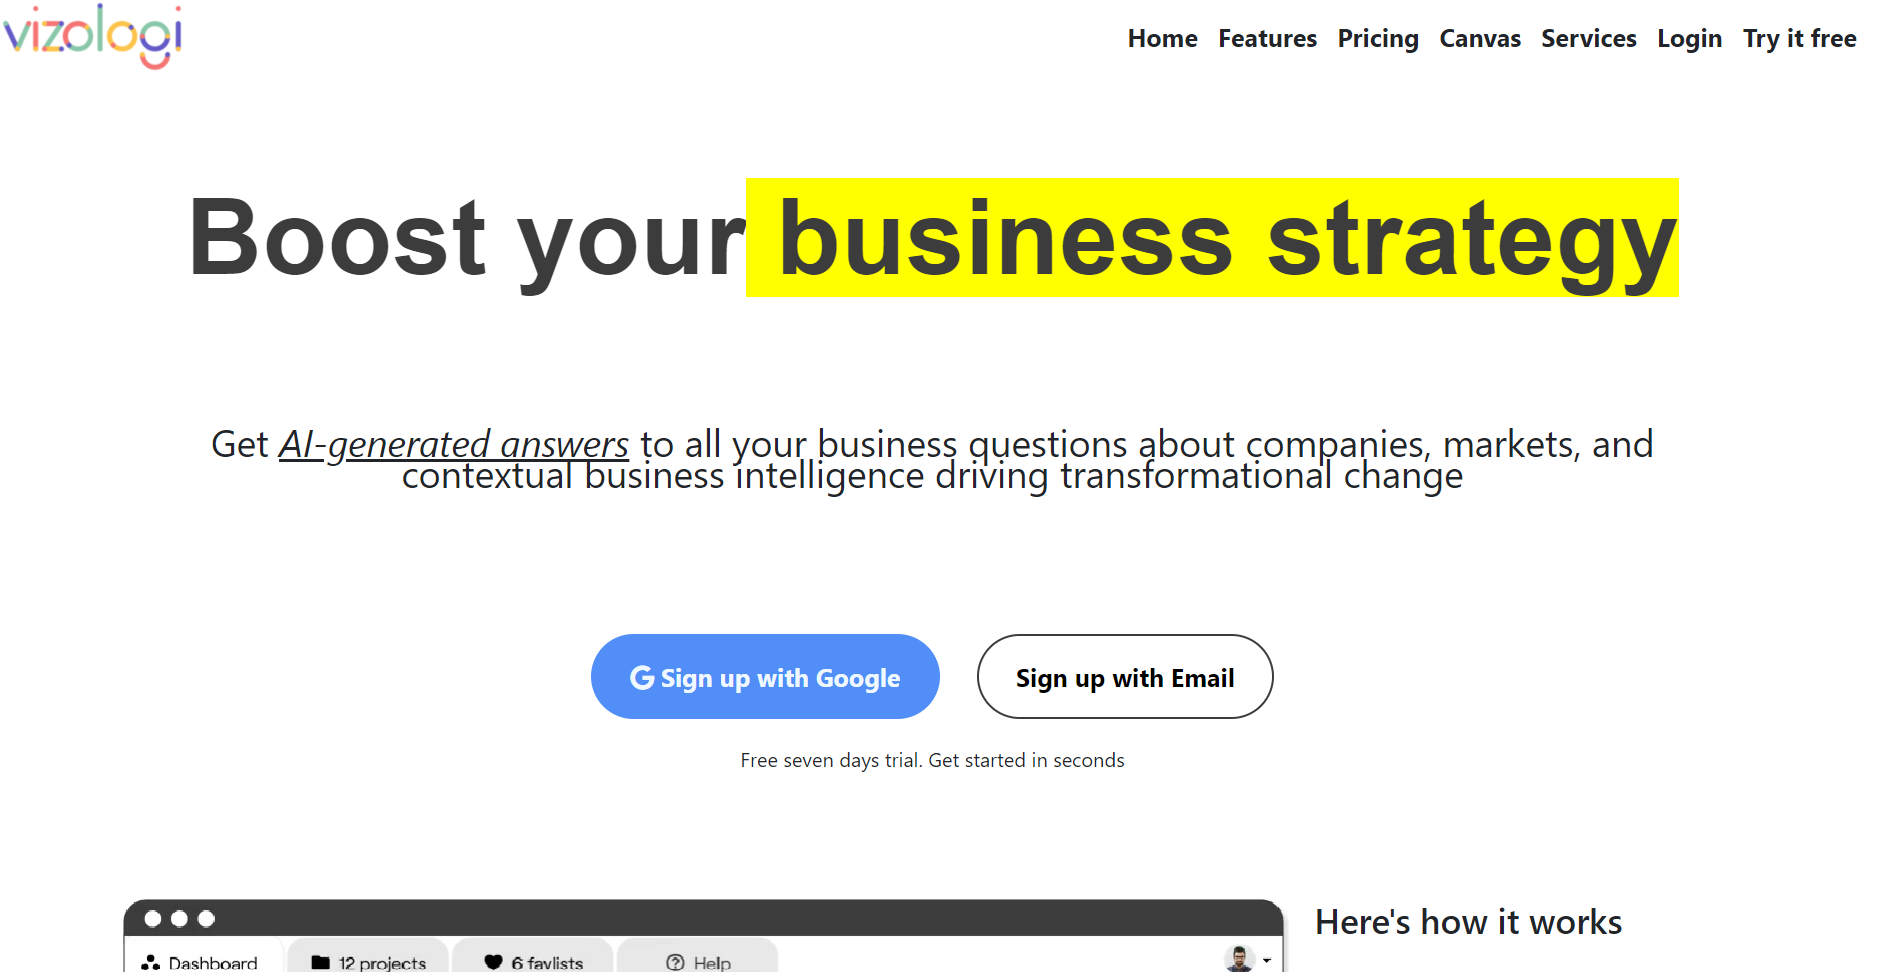 vizologi
Home Features Pricing Canvas Services Login Try it free
Boost your business strategy
Get AI-generated answers to all your business questions about companies, markets, and
contextual business intelligence driving transformational change
G Sign up with Google
Sign up with Email
Free seven days trial. Get started in seconds
Here's how it works
Dashboard 12 projects 6 favlists Help